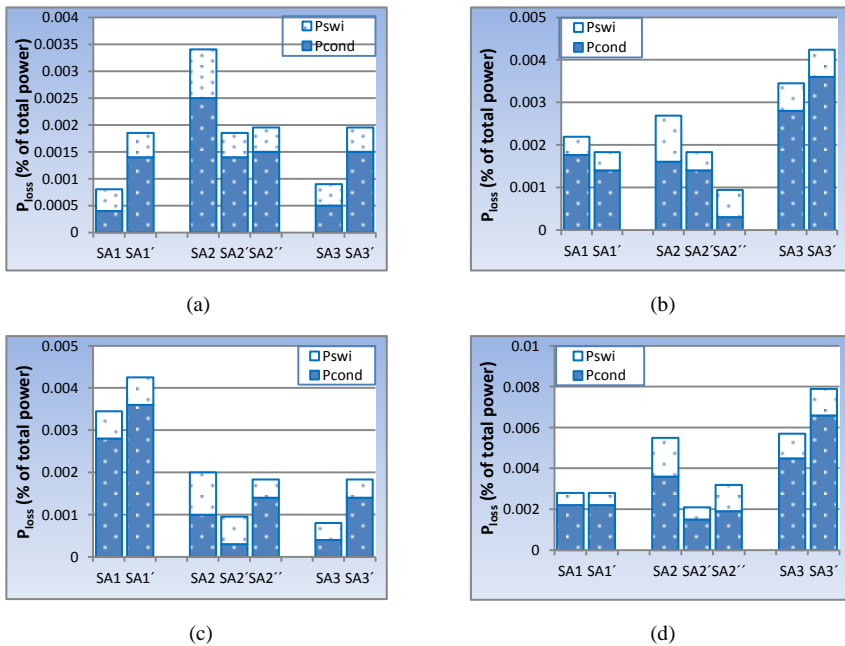 0.004
0.0035
0.003
0.0025
0.002
0.0015
0.001
0.0005
0
P_loss (% of total power)
Pswi
Pcond
SA1 SA1´ SA2 SA2´ SA2´´ SA3 SA3´
(a)
0.005
0.004
0.003
0.002
0.001
0
P_loss (% of total power)
Pswi
Pcond
SA1 SA1´ SA2 SA2´ SA2´´ SA3 SA3´
(b)
0.005
0.004
0.003
0.002
0.001
0
P_loss (% of total power)
Pswi
Pcond
SA1 SA1´ SA2 SA2´ SA2´´ SA3 SA3´
(c)
0.01
0.008
0.006
0.004
0.002
0
P_loss (% of total power)
Pswi
Pcond
SA1 SA1´ SA2 SA2´ SA2´´ SA3 SA3´
(d)